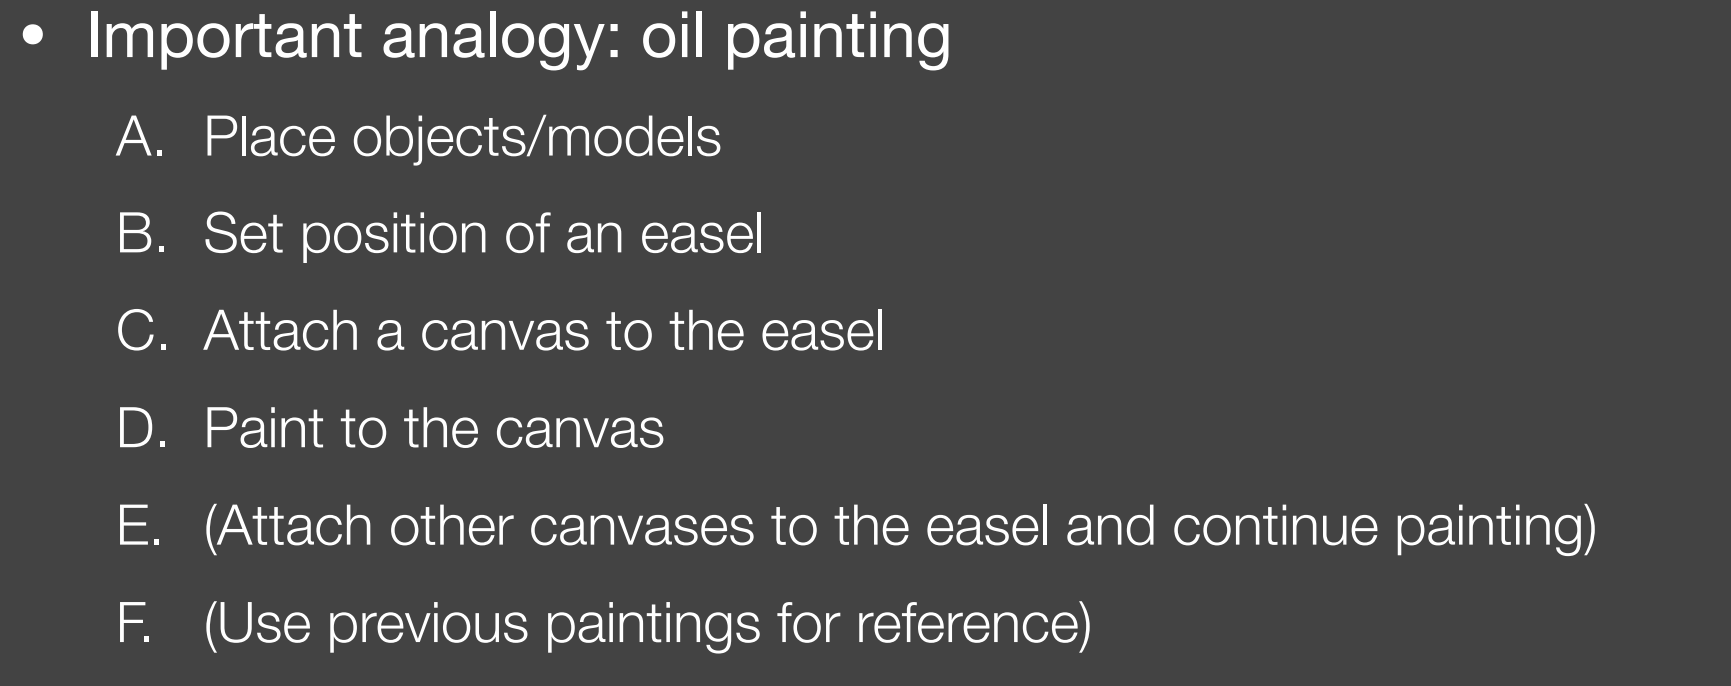 • Important analogy: oil painting
A. Place objects/models
B. Set position of an easel
C. Attach a canvas to the easel
D. Paint to the canvas
E. (Attach other canvases to the easel and continue painting)
F. (Use previous paintings for reference)